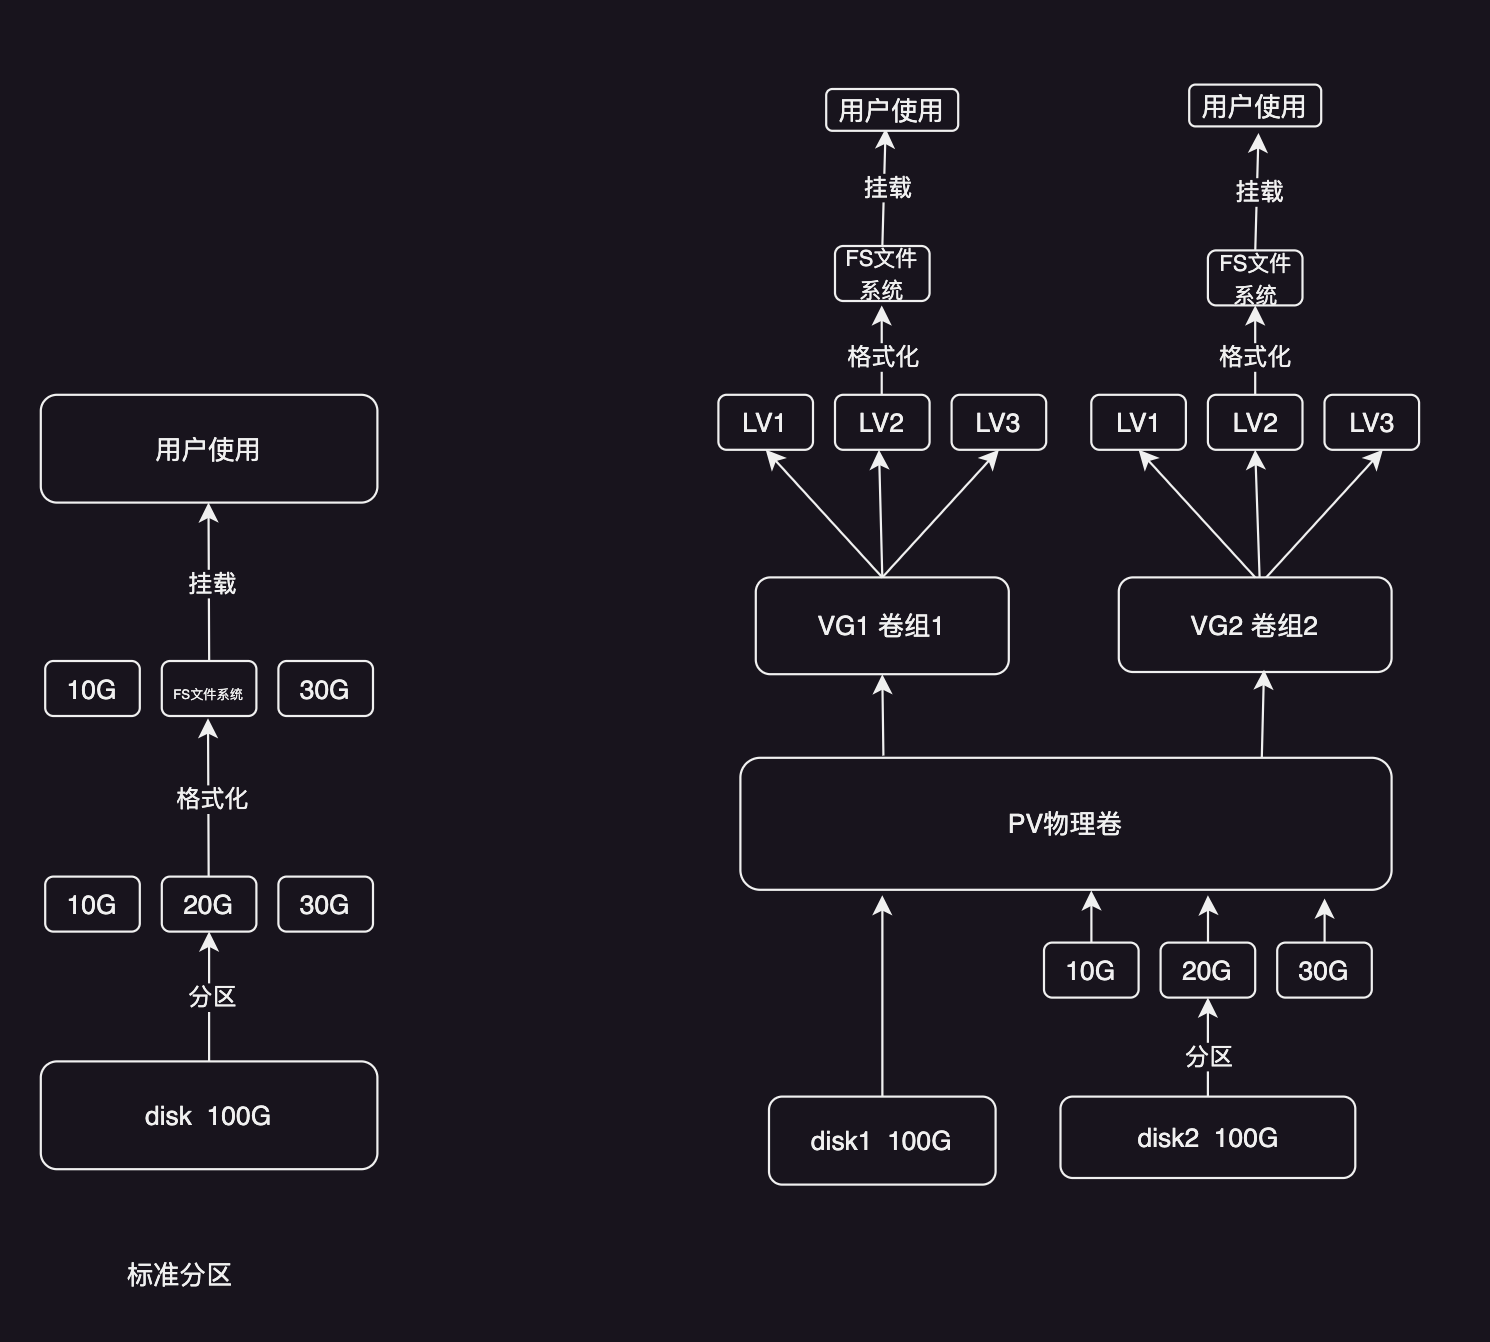 用户使用
挂载
10G
FS文件系统
30G
格式化
10G
20G
30G
分区
disk 100G
标准分区
用户使用
用户使用
挂载
挂载
FS文件
系统
FS文件
系统
格式化
格式化
LV1
LV2
LV3
LV1
LV2
LV3
VG1 卷组1
VG2 卷组2
PV物理卷
10G
20G
30G
分区
disk1 100G
disk2 100G